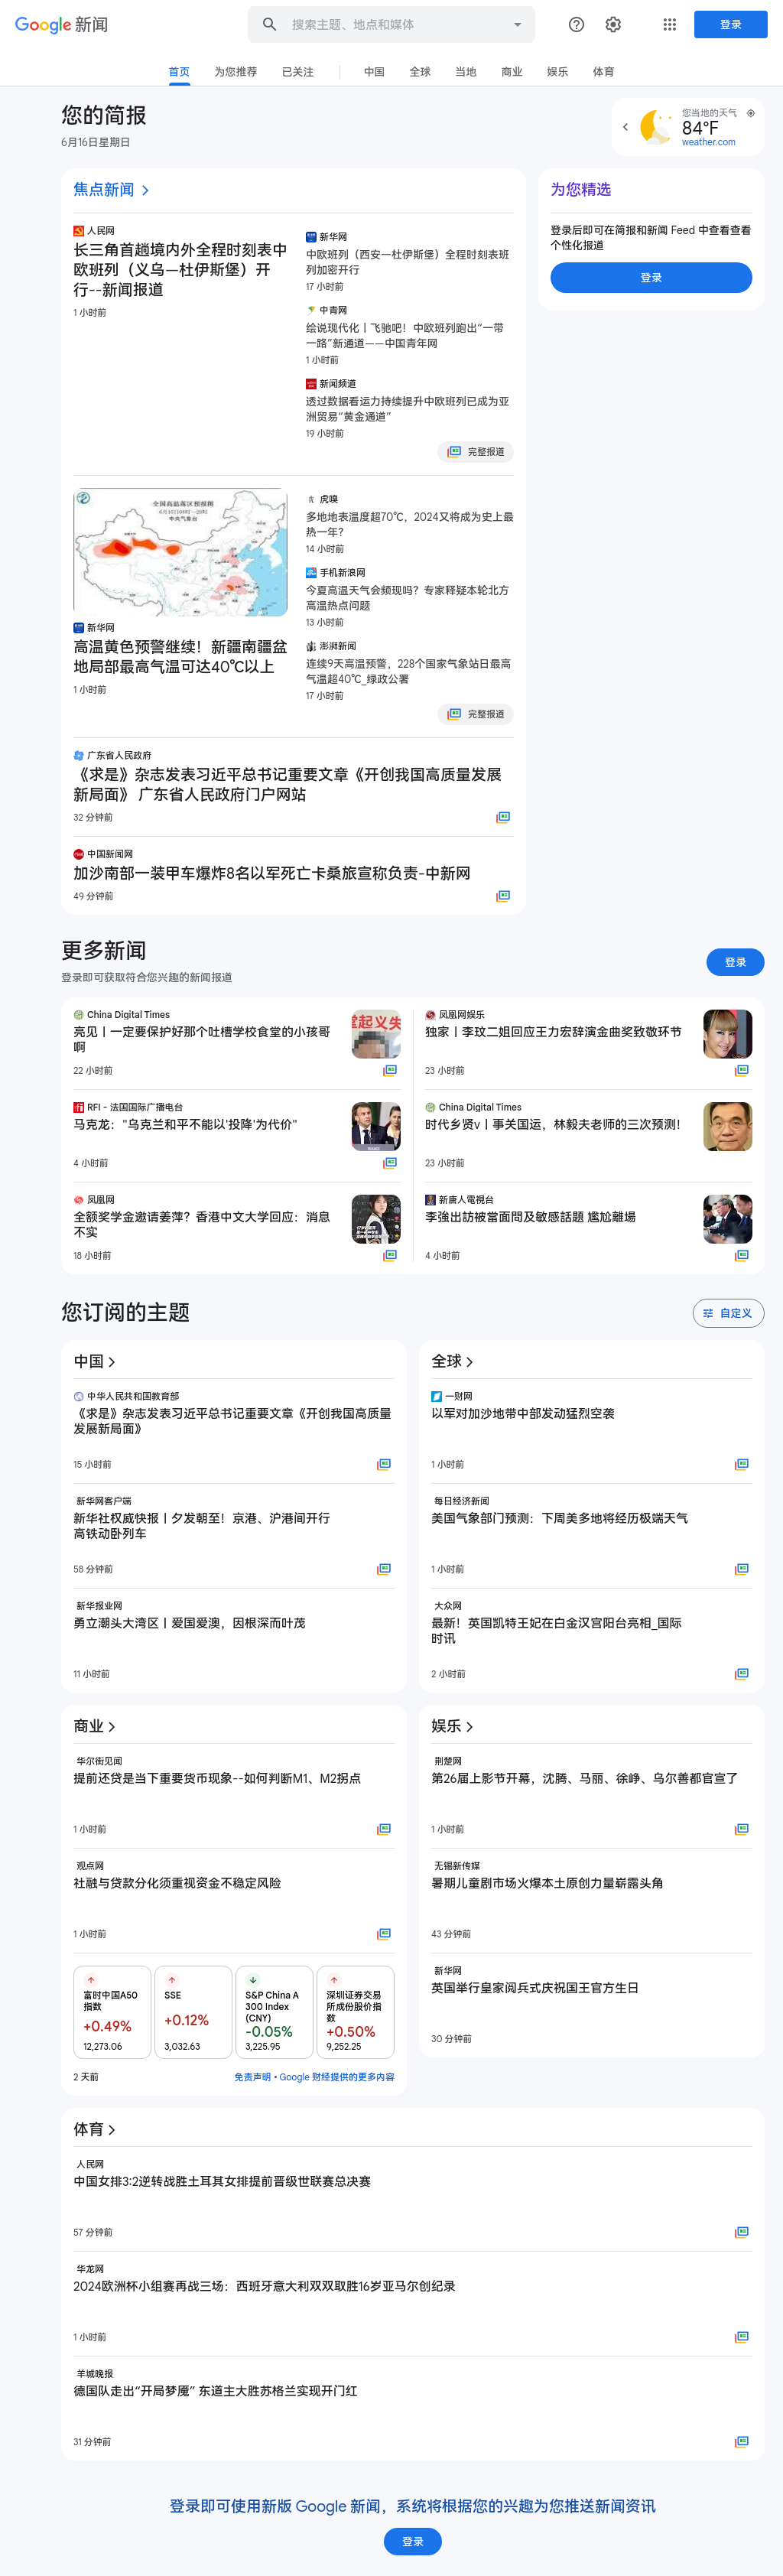 Google 新闻
搜索主题、地点和媒体
登录
首页
为您推荐
已关注
中国
全球
当地
商业
娱乐
体育
您的简报
6月16日星期日
您当地的天气
84°F
weather.com
焦点新闻
人民网
长三角首趟境内外全程时刻表中
欧班列（义乌—杜伊斯堡）开
行--新闻报道
1 小时前
新华网
中欧班列（西安—杜伊斯堡）全程时刻表班
列加密开行
17 小时前
中青网
绘说现代化丨飞驰吧！中欧班列跑出“一带
一路”新通道——中国青年网
1 小时前
新闻频道
透过数据看运力持续提升中欧班列已成为亚
洲贸易“黄金通道”
19 小时前
完整报道
为您精选
登录后即可在简报和新闻 Feed 中查看查看
个性化报道
登录
全国高温落区预报图
中央气象台
新华网
高温黄色预警继续！新疆南疆盆
地局部最高气温可达40℃以上
1 小时前
虎嗅
多地地表温度超70℃，2024又将成为史上最
热一年？
14 小时前
手机新浪网
今夏高温天气会频现吗？专家释疑本轮北方
高温热点问题
13 小时前
澎湃新闻
连续9天高温预警，228个国家气象站日最高
气温超40℃_绿政公署
17 小时前
完整报道
广东省人民政府
《求是》杂志发表习近平总书记重要文章《开创我国高质量发展
新局面》 广东省人民政府门户网站
32 分钟前
中国新闻网
加沙南部一装甲车爆炸8名以军死亡卡桑旅宣称负责-中新网
49 分钟前
更多新闻
登录即可获取符合您兴趣的新闻报道
登录
China Digital Times
亮见丨一定要保护好那个吐槽学校食堂的小孩哥
啊
22 小时前
凤凰网娱乐
独家丨李玟二姐回应王力宏辞演金曲奖致敬环节
23 小时前
RFI - 法国国际广播电台
马克龙："乌克兰和平不能以'投降'为代价"
4 小时前
China Digital Times
时代乡贤v丨事关国运，林毅夫老师的三次预测！
23 小时前
凤凰网
全额奖学金邀请姜萍？香港中文大学回应：消息
不实
18 小时前
新唐人電視台
李強出訪被當面問及敏感話題 尷尬離場
4 小时前
您订阅的主题
自定义
中国
中华人民共和国教育部
《求是》杂志发表习近平总书记重要文章《开创我国高质量
发展新局面》
15 小时前
新华网客户端
新华社权威快报丨夕发朝至！京港、沪港间开行
高铁动卧列车
58 分钟前
新华报业网
勇立潮头大湾区丨爱国爱澳，因根深而叶茂
11 小时前
全球
一财网
以军对加沙地带中部发动猛烈空袭
1 小时前
每日经济新闻
美国气象部门预测：下周美多地将经历极端天气
1 小时前
大众网
最新！英国凯特王妃在白金汉宫阳台亮相_国际
时讯
2 小时前
商业
华尔街见闻
提前还贷是当下重要货币现象--如何判断M1、M2拐点
1 小时前
观点网
社融与贷款分化须重视资金不稳定风险
1 小时前
富时中国A50
指数
+0.49%
12,273.06
SSE
+0.12%
3,032.63
S&P China A
300 Index
(CNY)
-0.05%
3,225.95
深圳证券交易
所成份股价指
数
+0.50%
9,252.25
2 天前
免责声明 • Google 财经提供的更多内容
娱乐
荆楚网
第26届上影节开幕，沈腾、马丽、徐峥、乌尔善都官宣了
1 小时前
无锡新传媒
暑期儿童剧市场火爆本土原创力量崭露头角
43 分钟前
新华网
英国举行皇家阅兵式庆祝国王官方生日
30 分钟前
体育
人民网
中国女排3:2逆转战胜土耳其女排提前晋级世联赛总决赛
57 分钟前
华龙网
2024欧洲杯小组赛再战三场：西班牙意大利双双取胜16岁亚马尔创纪录
1 小时前
羊城晚报
德国队走出“开局梦魇” 东道主大胜苏格兰实现开门红
31 分钟前
登录即可使用新版 Google 新闻，系统将根据您的兴趣为您推送新闻资讯
登录